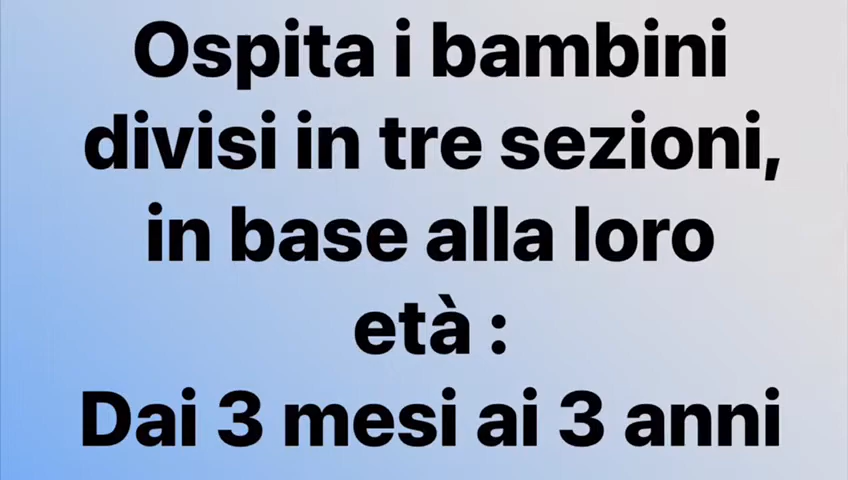 Ospita i bambini
divisi in tre sezioni,
in base alla loro
età :
Dai 3 mesi ai 3 anni